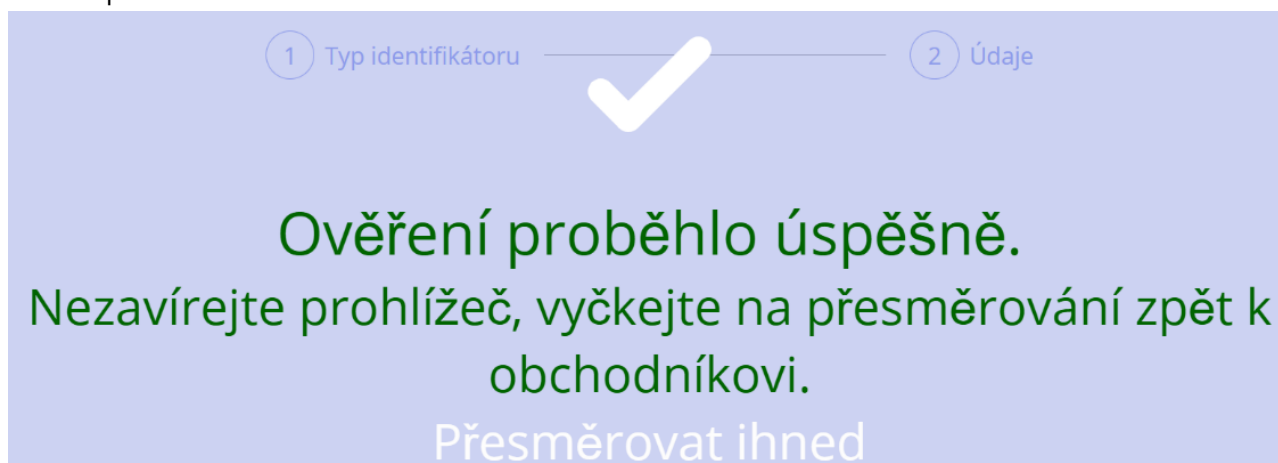 1 Typ identifikátoru 2 Údaje
Ověření proběhlo úspěšně.
Nezavírejte prohlížeč, vyčkejte na přesměrování zpět k
obchodníkovi.
Přesměrovat ihned